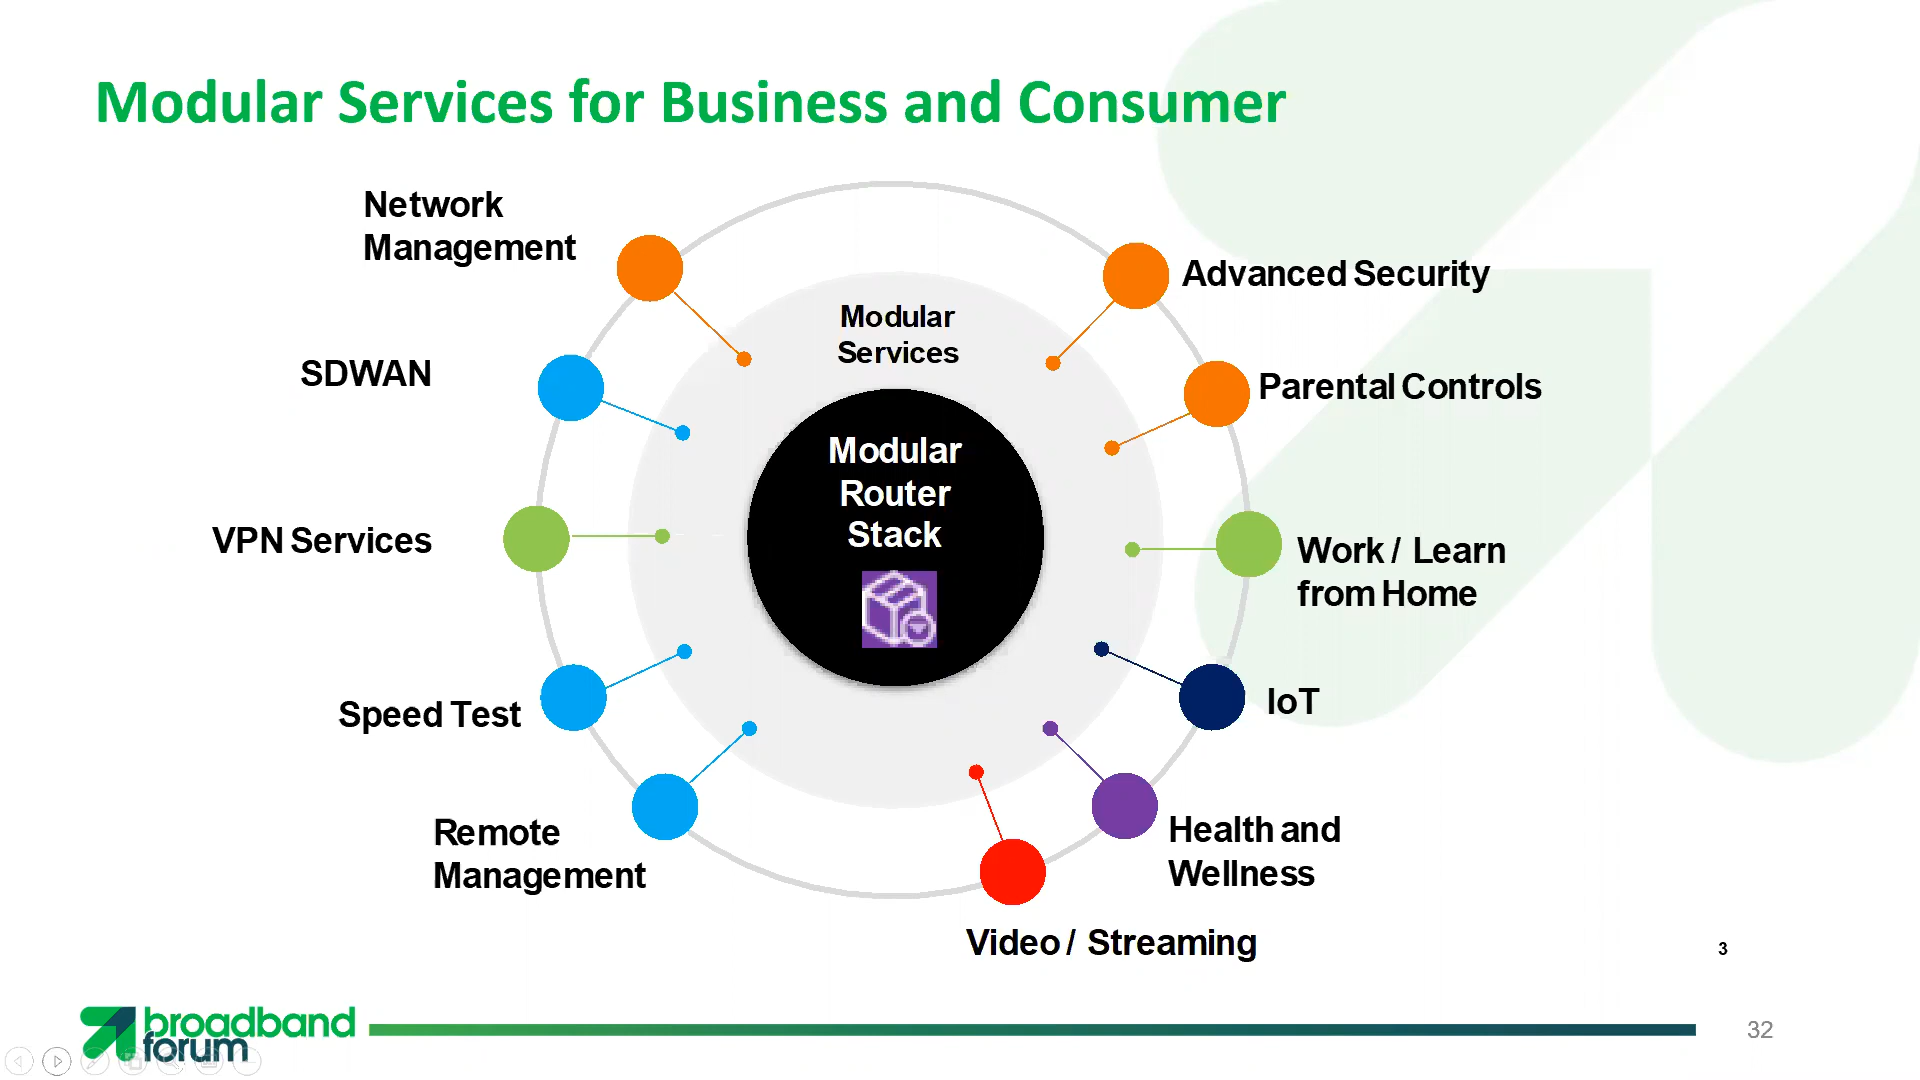 Modular Services for Business and Consumer
Network
Management
Advanced Security
Modular
Services
SDWAN
Parental Controls
Modular
Router
Stack
VPN Services
Work / Learn
from Home
Speed Test
IoT
Remote
Management
Health and
Wellness
Video / Streaming
3
broadband
forum
32